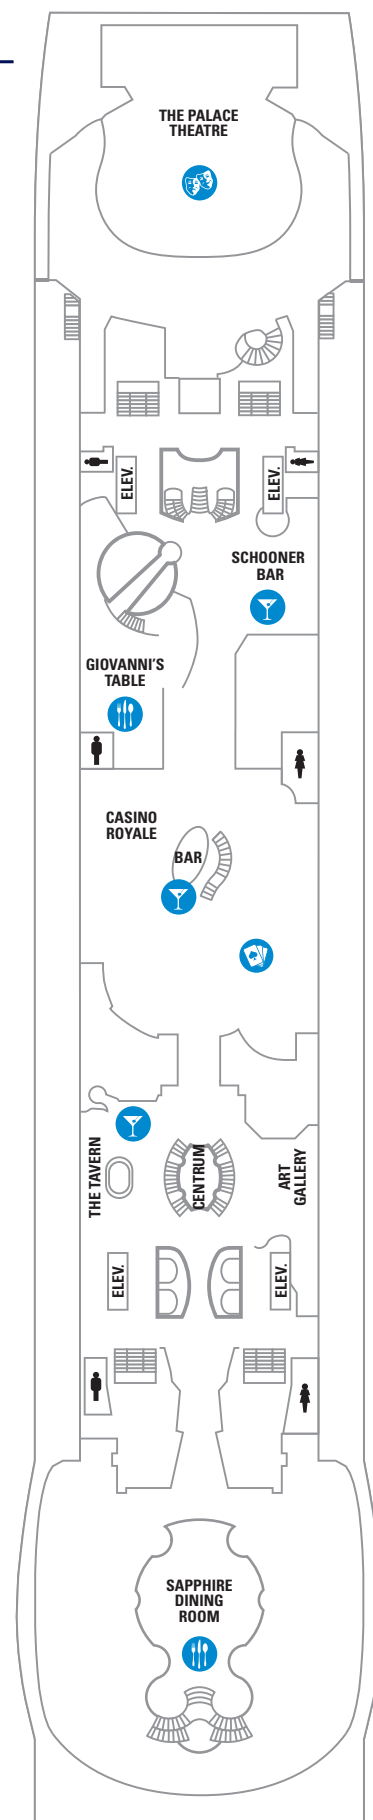 THE PALACE
THEATRE
ELEV.
ELEV.
SCHOONER
BAR
GIOVANNI'S
TABLE
CASINO
ROYALE
BAR
THE TAVERN
CENTRUM
ART
GALLERY
ELEV.
ELEV.
SAPPHIRE
DINING
ROOM